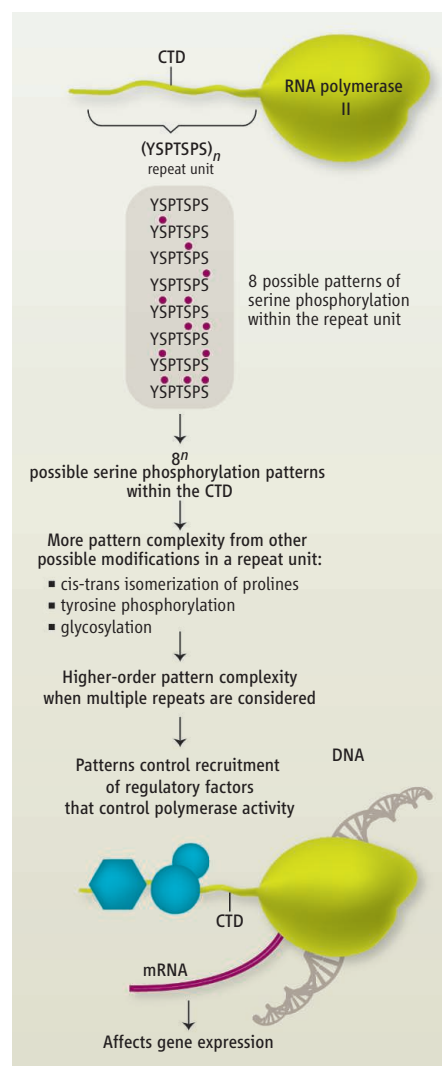 CTD
RNA polymerase
II
(YSPTSPS)n
repeat unit
YSPTSPS
YSPTSPS
YSPTSPS
YSPTSPS
YSPTSPS
YSPTSPS
YSPTSPS
YSPTSPS
8 possible patterns of
serine phosphorylation
within the repeat unit
8n
possible serine phosphorylation patterns
within the CTD
More pattern complexity from other
possible modifications in a repeat unit:
▪ cis-trans isomerization of prolines
▪ tyrosine phosphorylation
▪ glycosylation
Higher-order pattern complexity
when multiple repeats are considered
Patterns control recruitment
of regulatory factors
that control polymerase activity
DNA
CTD
mRNA
Affects gene expression